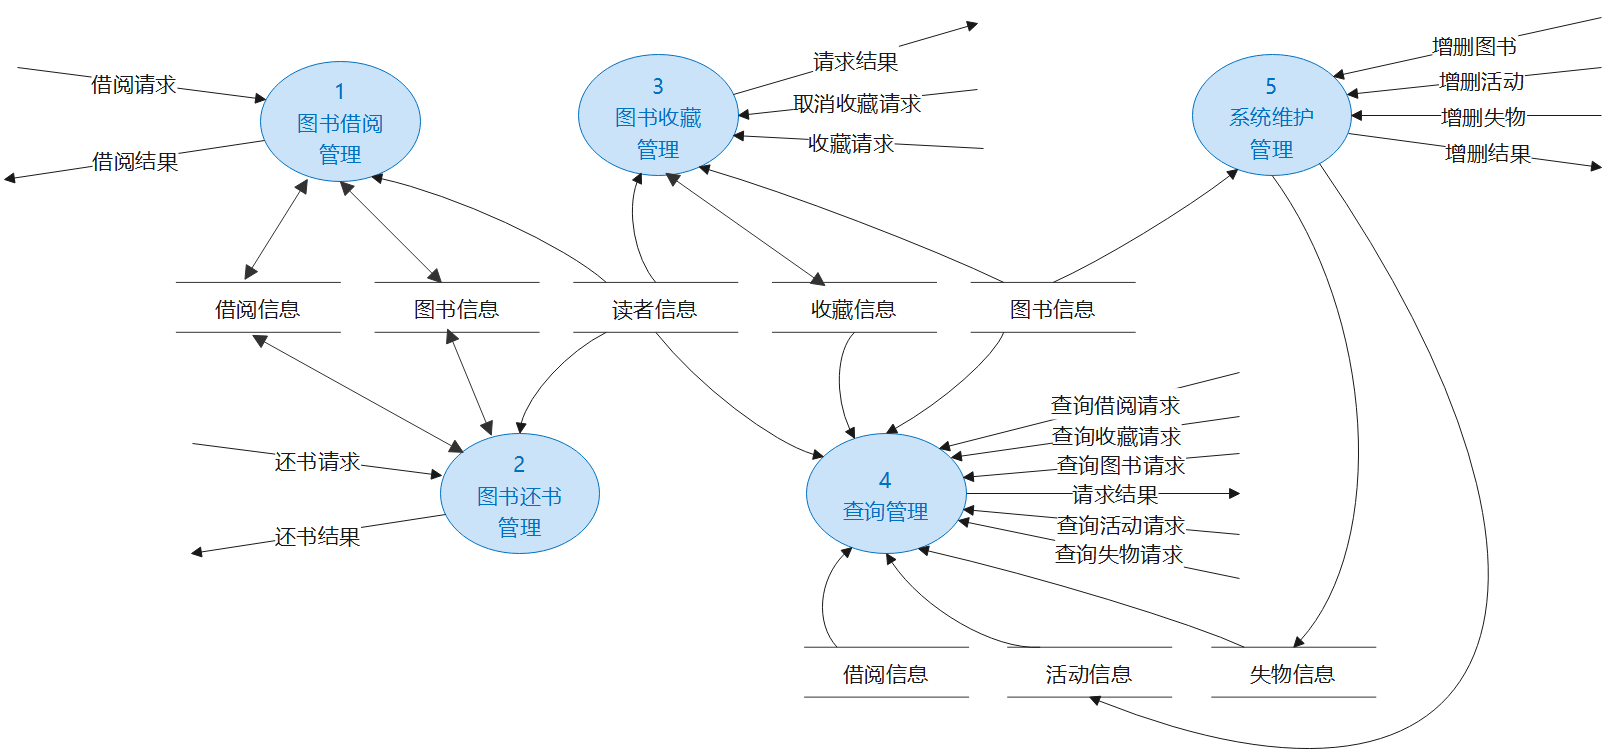 借阅请求
借阅结果
1
图书借阅
管理
3
图书收藏
管理
请求结果
取消收藏请求
收藏请求
5
系统维护
管理
增删图书
增删活动
增删失物
增删结果
借阅信息
图书信息
读者信息
收藏信息
图书信息
还书请求
还书结果
2
图书还书
管理
4
查询管理
查询借阅请求
查询收藏请求
查询图书请求
请求结果
查询活动请求
查询失物请求
借阅信息
活动信息
失物信息